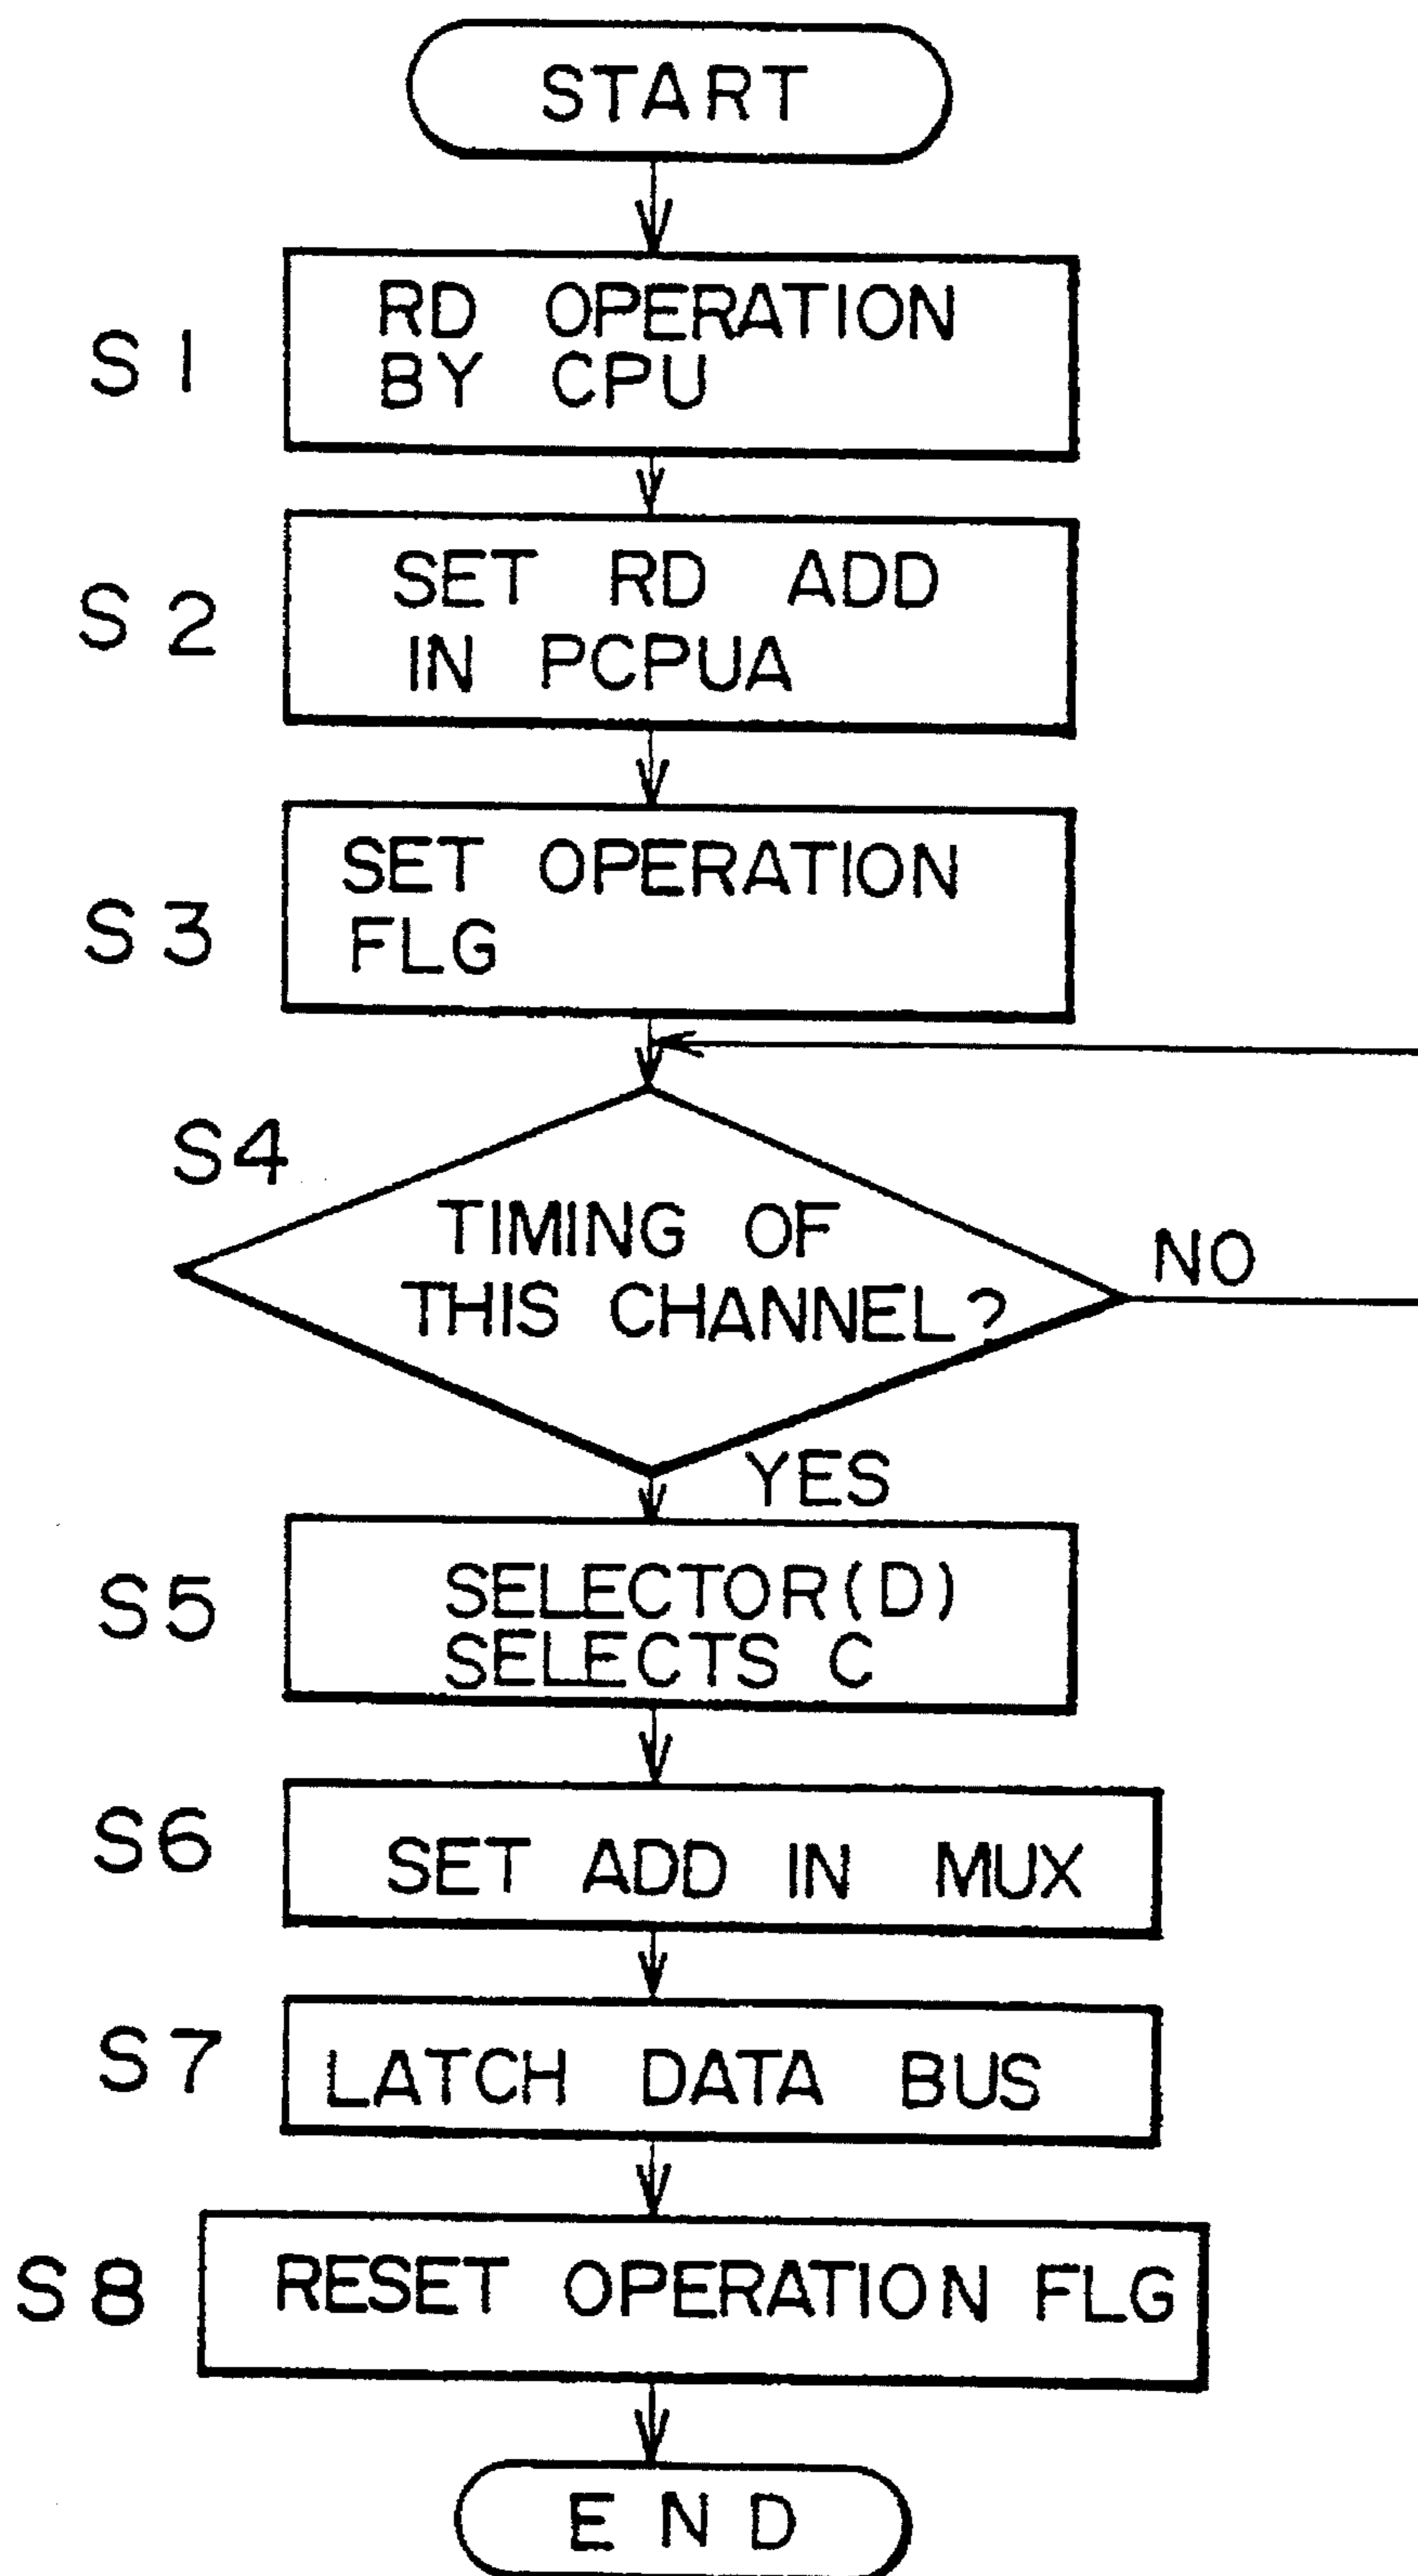 START
S1
RD OPERATION
BY CPU
S2
SET RD ADD
IN PCPUA
S3
SET OPERATION
FLG
S4
TIMING OF
THIS CHANNEL?
NO
YES
S5
SELECTOR(D)
SELECTS C
S6
SET ADD IN MUX
S7
LATCH DATA BUS
S8
RESET OPERATION FLG
END